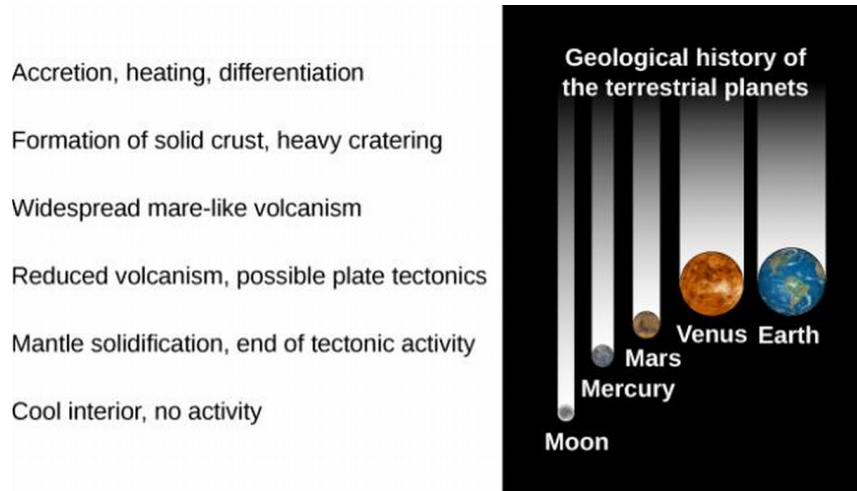 Accretion, heating, differentiation
Formation of solid crust, heavy cratering
Widespread mare-like volcanism
Reduced volcanism, possible plate tectonics
Mantle solidification, end of tectonic activity
Cool interior, no activity
Geological history of
the terrestrial planets
Venus Earth
Mars
Mercury
Moon